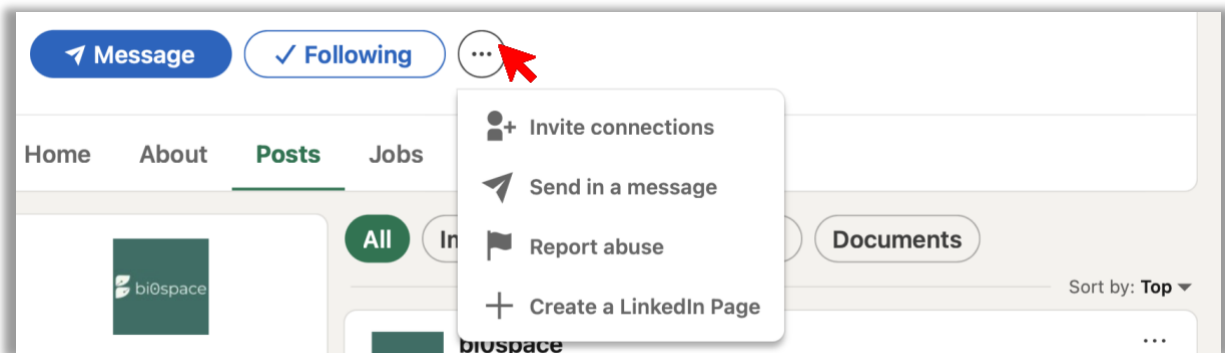 Message
Following
Invite connections
Send in a message
Report abuse
Create a LinkedIn Page
Home
About
Posts
Jobs
All
Documents
Sort by: Top
bi0space
bi0space